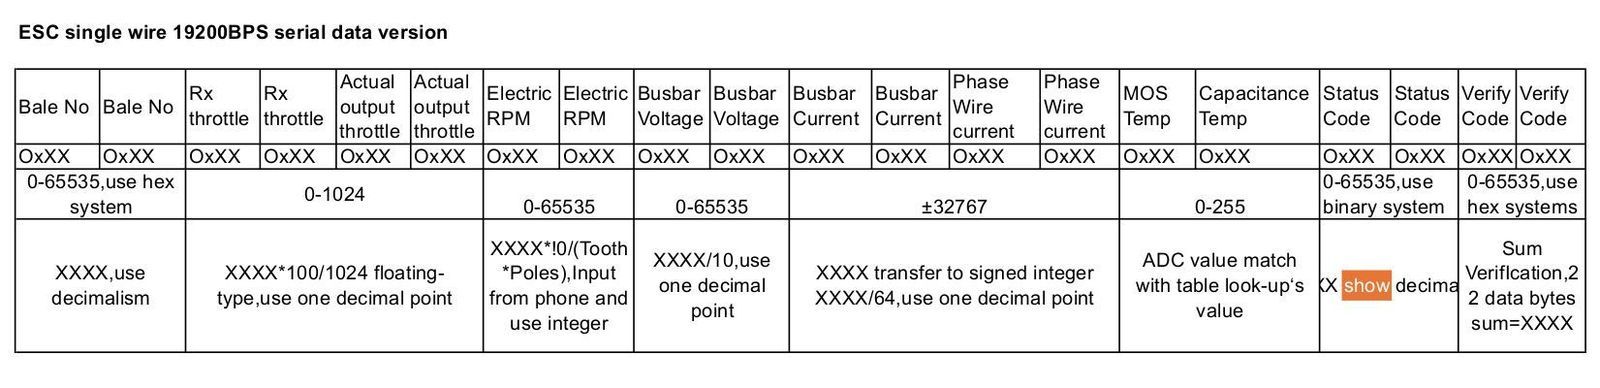 ESC single wire 19200BPS serial data version
Bale No
Bale No
Rx
throttle
Rx
throttle
Actual
output
throttle
Actual
output
throttle
Electric
RPM
Electric
RPM
Busbar
Voltage
Busbar
Voltage
Busbar
Current
Busbar
Current
Phase
Wire
current
Phase
Wire
current
MOS
Temp
Capacitance
Temp
Status
Code
Status
Code
Verify
Code
Verify
Code
OxXX OxXX OxXX OxXX OxXX OxXX OxXX OxXX OxXX OxXX OxXX OxXX OxXX OxXX OxXX OxXX OxXX OxXX OxXX OxXX
0-65535,use hex
system
0-1024
0-65535
0-65535
±32767
0-255
0-65535,use
binary system
0-65535,use
hex systems
XXXX,use
decimalism
XXXX*100/1024 floating-
type,use one decimal point
XXXX*!0/(Tooth
*Poles),Input
from phone and
use integer
XXXX/10,use
one decimal
point
XXXX transfer to signed integer
XXXX/64,use one decimal point
ADC value match
with table look-up‘s
value
XX show decima
Sum
VerifIcation,2
2 data bytes
sum=XXXX